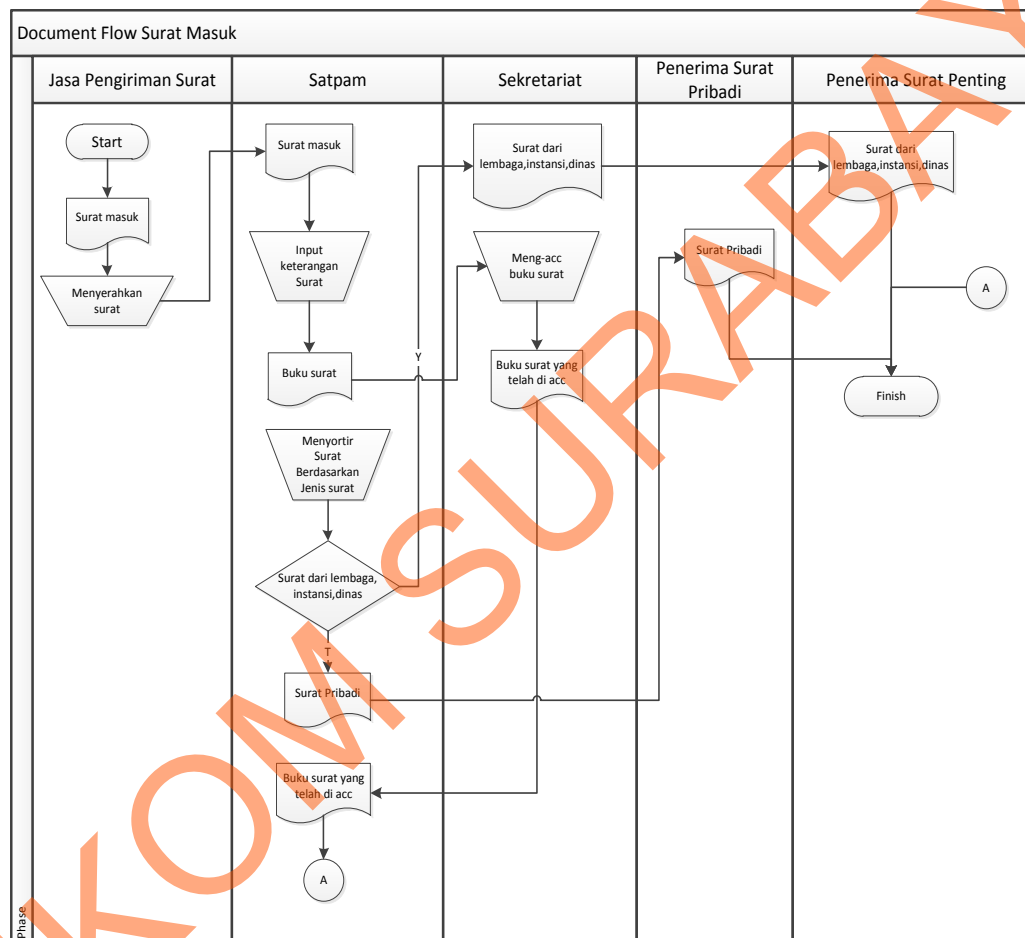 Document Flow Surat Masuk
Jasa Pengiriman Surat
Satpam
Sekretariat
Penerima Surat
Pribadi
Penerima Surat Penting
Start
Surat masuk
Menyerahkan
surat
Surat masuk
Input
keterangan
Surat
Buku surat
Menyortir
Surat
Berdasarkan
Jenis surat
Surat dari lembaga,
instansi,dinas
Y
T
Surat Pribadi
Buku surat yang
telah di acc
A
Surat dari
lembaga,instansi,dinas
Meng-acc
buku surat
Buku surat yang
telah di acc
Surat Pribadi
Surat dari
lembaga,instansi,dinas
A
Finish
Phase
KOM SURABAY